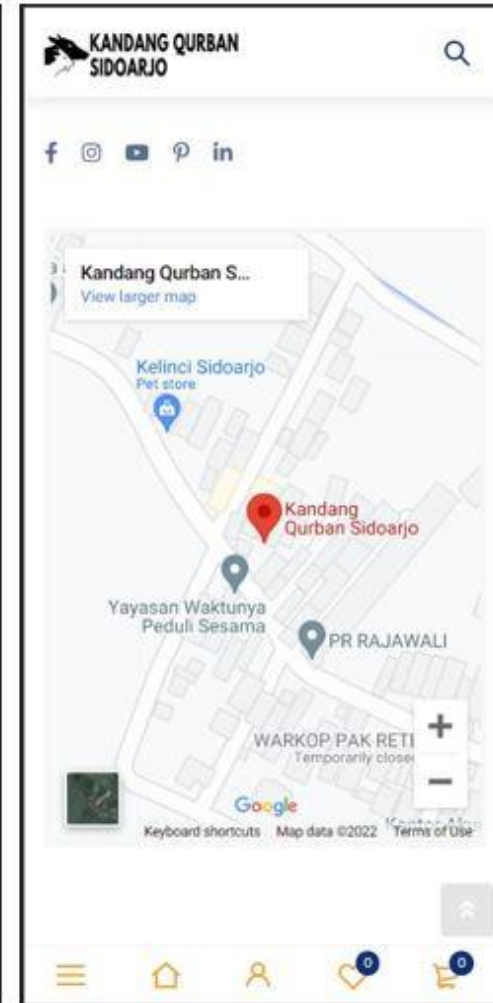 KANDANG QURBAN
SIDOARJO
Kandang Qurban S...
View larger map
Kelinci Sidoarjo
Pet store
Kandang
Qurban Sidoarjo
Yayasan Waktunya
Peduli Sesama
PR RAJAWALI
WARKOP PAK RETI
Temporarily close
Google
Keyboard shortcuts Map data ©2022 Terms of Use
0
0